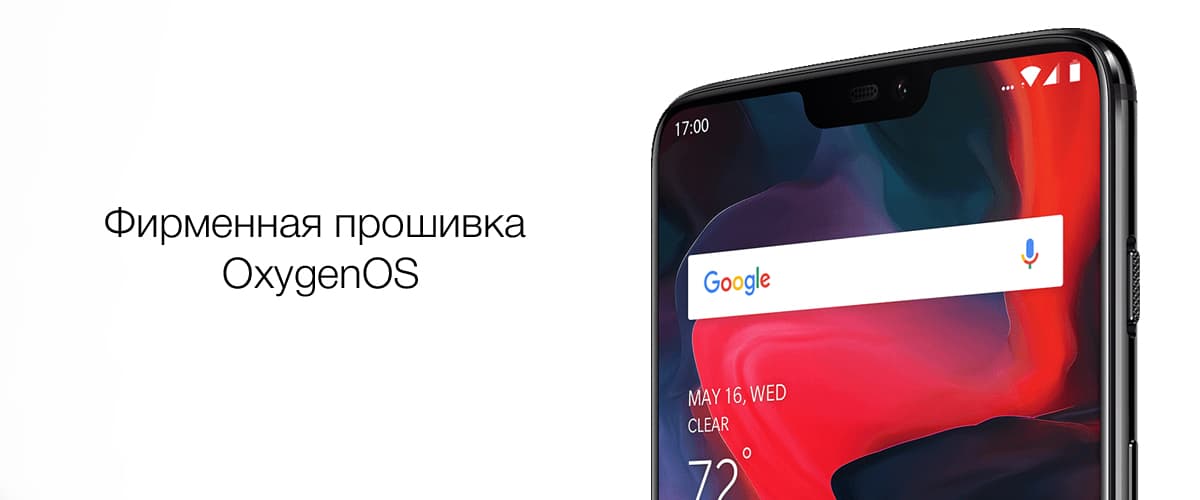 Фирменная прошивка
OxygenOS
17:00
Google
MAY 16, WED
CLEAR
72°